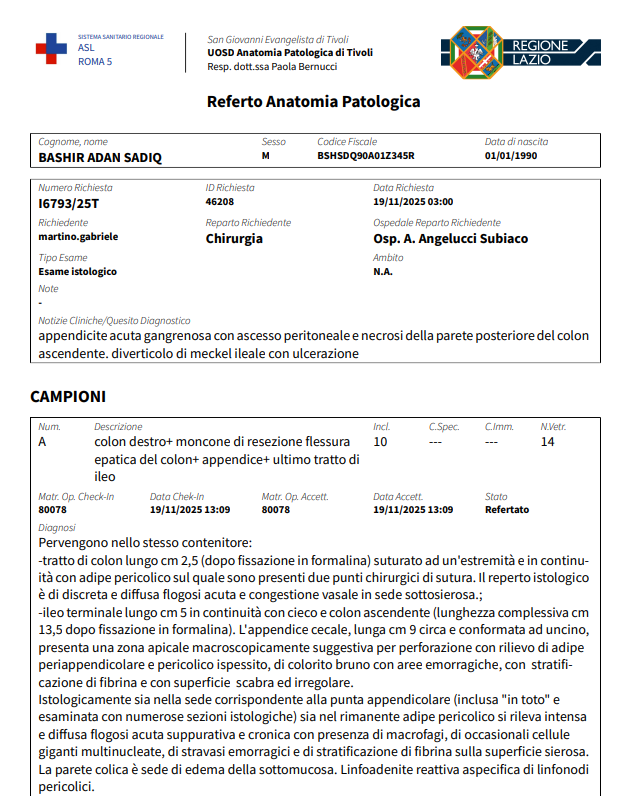 SISTEMA SANITARIO REGIONALE
ASL
ROMA 5
San Giovanni Evangelista di Tivoli
UOSD Anatomia Patologica di Tivoli
Resp. dott.ssa Paola Bernucci
REGIONE
LAZIO
Referto Anatomia Patologica
Cognome, nome Sesso Codice Fiscale Data di nascita
BASHIR ADAN SADIQ M BSHSDQ90A01Z345R 01/01/1990
Numero Richiesta ID Richiesta Data Richiesta
I6793/25T 46208 19/11/2025 03:00
Richiedente Reparto Richiedente Ospedale Reparto Richiedente
martino.gabriele Chirurgia Osp. A. Angelucci Subiaco
Tipo Esame Ambito
Esame istologico N.A.
Note
-
Notizie Cliniche/Quesito Diagnostico
appendicite acuta gangrenosa con ascesso peritoneale e necrosi della parete posteriore del colon
ascendente. diverticolo di meckel ileale con ulcerazione
CAMPIONI
Num. Descrizione Incl. C.Spec. C.Imm. N.Vetr.
A colon destro+ moncone di resezione flessura 10 --- --- 14
epatica del colon+ appendice+ ultimo tratto di
ileo
Matr. Op. Check-In Data Chek-In Matr. Op. Accett. Data Accett. Stato
80078 19/11/2025 13:09 80078 19/11/2025 13:09 Refertato
Diagnosi
Pervengono nello stesso contenitore:
-tratto di colon lungo cm 2,5 (dopo fissazione in formalina) suturato ad un'estremità e in continu-
ità con adipe pericolico sul quale sono presenti due punti chirurgici di sutura. Il reperto istologico
è di discreta e diffusa flogosi acuta e congestione vasale in sede sottosierosa.;
-ileo terminale lungo cm 5 in continuità con cieco e colon ascendente (lunghezza complessiva cm
13,5 dopo fissazione in formalina). L'appendice cecale, lunga cm 9 circa e conformata ad uncino,
presenta una zona apicale macroscopicamente suggestiva per perforazione con rilievo di adipe
periappendicolare e pericolico ispessito, di colorito bruno con aree emorragiche, con stratifi-
cazione di fibrina e con superficie scabra ed irregolare.
Istologicamente sia nella sede corrispondente alla punta appendicolare (inclusa "in toto" e
esaminata con numerose sezioni istologiche) sia nel rimanente adipe pericolico si rileva intensa
e diffusa flogosi acuta suppurativa e cronica con presenza di macrofagi, di occasionali cellule
giganti multinucleate, di stravasi emorragici e di stratificazione di fibrina sulla superficie sierosa.
La parete colica è sede di edema della sottomucosa. Linfoadenite reattiva aspecifica di linfonodi
pericolici.